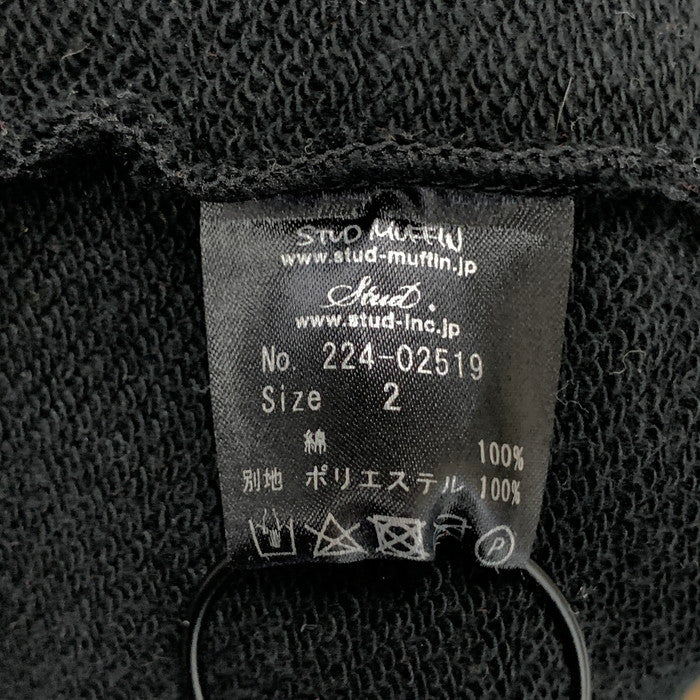 STUD MUFFIN
www.stud-muffin.jp
Stud.
www.stud-inc.jp
No. 224-02519
Size 2
綿 100%
別地 ポリエステル 100%
P